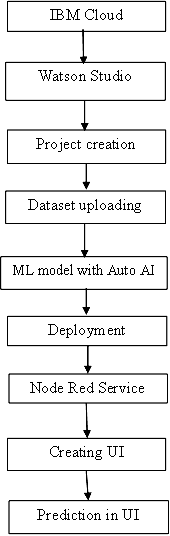 IBM Cloud
Watson Studio
Project creation
Dataset uploading
ML model with Auto AI
Deployment
Node Red Service
Creating UI
Prediction in UI